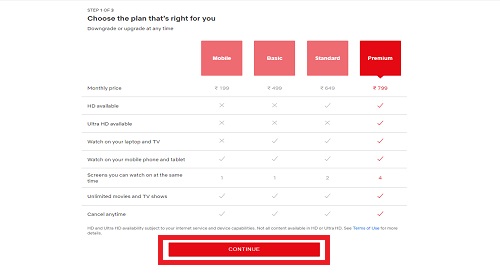 STEP 1 OF 3
Choose the plan that's right for you
Downgrade or upgrade at any time
Mobile Basic Standard Premium
Monthly price ₹ 199 ₹ 499 ₹ 649 ₹ 799
HD available
Ultra HD available
Watch on your laptop and TV
Watch on your mobile phone and tablet
Screens you can watch on at the same 1 1 2 4
time
Unlimited movies and TV shows
Cancel anytime
HD and Ultra HD availability subject to your internet service and device capabilities. Not all content available in HD or Ultra HD. See Terms of Use for more
details.
CONTINUE